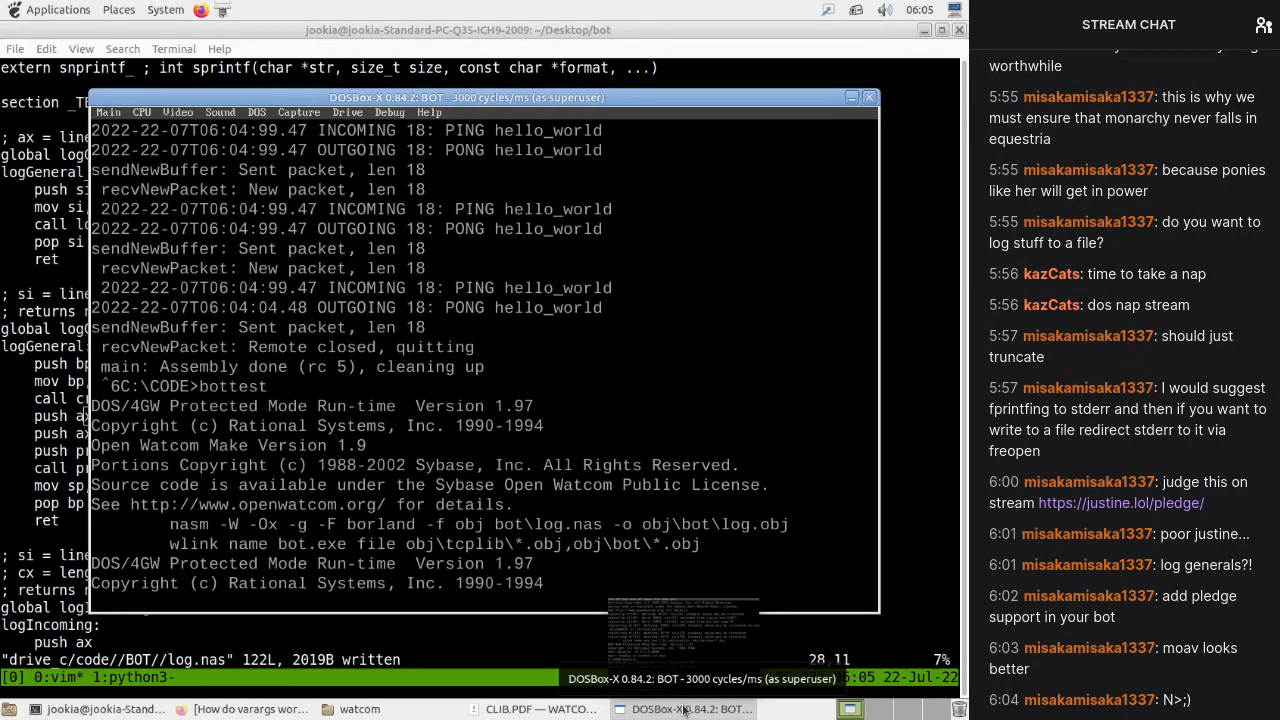 Applications Places System 06:05
jookia@jookia-Standard-PC-Q35-ICH9-2009: ~/Desktop/bot
File Edit View Search Terminal Help
extern snprintf_ ; int sprintf(char *str, size_t size, const char *format, ...)
section _TE
; ax = line
global log
logGeneral
push si
mov si,
call lo
pop si
ret
; si = line
; returns n
global log
logGeneral
push bp
mov bp,
call c
push a
push a
push p
call p
mov sp,
pop bp
ret
; si = line
; cx = leng
; returns
global log
logIncoming:
drive_c/code/BOT/log.nas 122L, 2019B 28,11 7%
[0] 0:vim* 1:python3- 06:05 22-Jul-22
DOSBox-X 0.84.2: BOT - 3000 cycles/ms (as superuser)
Main CPU Video Sound DOS Capture Drive Debug Help
2022-22-07T06:04:99.47 INCOMING 18: PING hello_world
2022-22-07T06:04:99.47 OUTGOING 18: PONG hello_world
sendNewBuffer: Sent packet, len 18
recvNewPacket: New packet, len 18
2022-22-07T06:04:99.47 INCOMING 18: PING hello_world
2022-22-07T06:04:99.47 OUTGOING 18: PONG hello_world
sendNewBuffer: Sent packet, len 18
recvNewPacket: New packet, len 18
2022-22-07T06:04:99.47 INCOMING 18: PING hello_world
2022-22-07T06:04:04.48 OUTGOING 18: PONG hello_world
sendNewBuffer: Sent packet, len 18
recvNewPacket: Remote closed, quitting
main: Assembly done (rc 5), cleaning up
^6C:\CODE>bottest
DOS/4GW Protected Mode Run-time Version 1.97
Copyright (c) Rational Systems, Inc. 1990-1994
Open Watcom Make Version 1.9
Portions Copyright (c) 1988-2002 Sybase, Inc. All Rights Reserved.
Source code is available under the Sybase Open Watcom Public License.
See http://www.openwatcom.org/ for details.
nasm -W -Ox -g -F borland -f obj bot\log.nas -o obj\bot\log.obj
wlink name bot.exe file obj\tcplib\*.obj,obj\bot\*.obj
DOS/4GW Protected Mode Run-time Version 1.97
Copyright (c) Rational Systems, Inc. 1990-1994
DOSBox-X 0.84.2: BOT - 3000 cycles/ms (as superuser)
jookia@jookia-Stand... [How do varargs wor... watcom CLIB.PDF — WATCO... DOSBox-X 0.84.2: BOT...
STREAM CHAT
worthwhile
5:55 misakamisaka1337: this is why we
must ensure that monarchy never falls in
equestria
5:55 misakamisaka1337: because ponies
like her will get in power
5:55 misakamisaka1337: do you want to
log stuff to a file?
5:56 kazCats: time to take a nap
5:56 kazCats: dos nap stream
5:57 misakamisaka1337: should just
truncate
5:57 misakamisaka1337: I would suggest
fprintfing to stderr and then if you want to
write to a file redirect stderr to it via
freopen
6:00 misakamisaka1337: judge this on
stream https://justine.lol/pledge/
6:01 misakamisaka1337: poor justine...
6:01 misakamisaka1337: log generals?!
6:02 misakamisaka1337: add pledge
support in your bot
6:03 misakamisaka1337: mosav looks
better
6:04 misakamisaka1337: N>;)